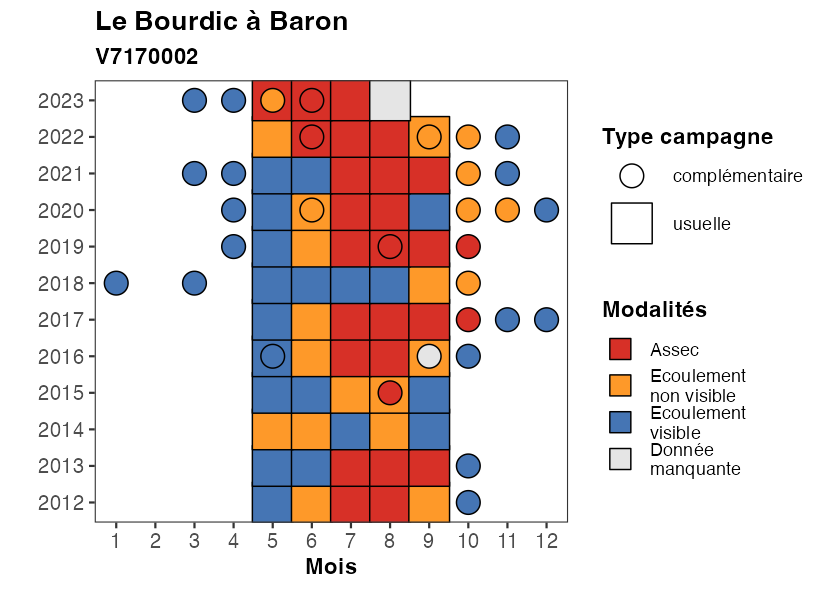 Le Bourdic à Baron
V7170002
2023
2022
2021
2020
2019
2018
2017
2016
2015
2014
2013
2012
1 2 3 4 5 6 7 8 9 10 11 12
Mois
Type campagne
complémentaire
usuelle
Modalités
Assec
Ecoulement
non visible
Ecoulement
visible
Donnée
manquante